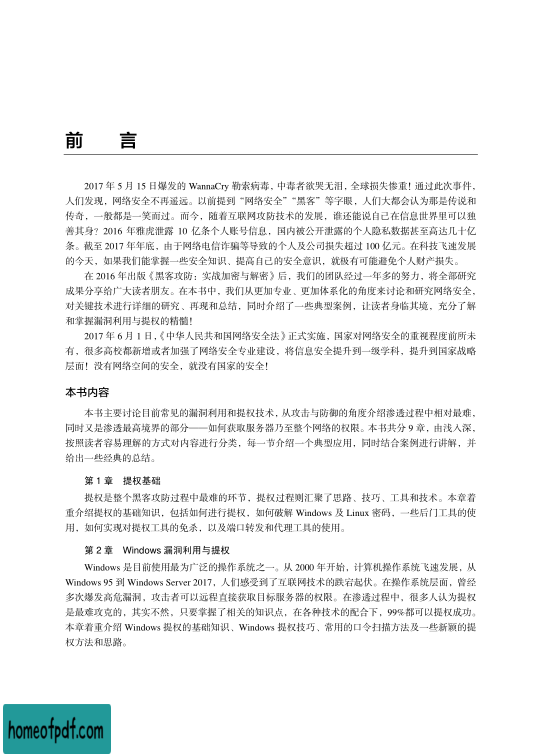 前 言
2017 年 5 月 15 日爆发的 WannaCry 勒索病毒，中毒者欲哭无泪，全球损失惨重！通过此次事件，
人们发现，网络安全不再遥远。以前提到“网络安全”“黑客”等字眼，人们大都会认为那是传说和
传奇，一般都是一笑而过。而今，随着互联网攻防技术的发展，谁还能说自己在信息世界里可以独
善其身？2016 年雅虎泄露 10 亿条个人账号信息，国内被公开泄露的个人隐私数据甚至高达几十亿
条。截至 2017 年年底，由于网络电信诈骗等导致的个人及公司损失超过 100 亿元。在科技飞速发展
的今天，如果我们能掌握一些安全知识、提高自己的安全意识，就极有可能避免个人财产损失。
在 2016 年出版《黑客攻防：实战加密与解密》后，我们的团队经过一年多的努力，将全部研究
成果分享给广大读者朋友。在本书中，我们从更加专业、更加体系化的角度来讨论和研究网络安全，
对关键技术进行详细的研究、再现和总结，同时介绍了一些典型案例，让读者身临其境，充分了解
和掌握漏洞利用与提权的精髓！
2017 年 6 月 1 日，《中华人民共和国网络安全法》正式实施，国家对网络安全的重视程度前所未
有，很多高校都新增或者加强了网络安全专业建设，将信息安全提升到一级学科，提升到国家战略
层面！没有网络空间的安全，就没有国家的安全！
本书内容
本书主要讨论目前常见的漏洞利用和提权技术，从攻击与防御的角度介绍渗透过程中相对最难，
同时又是渗透最高境界的部分——如何获取服务器乃至整个网络的权限。本书共分 9 章，由浅入深，
按照读者容易理解的方式对内容进行分类，每一节介绍一个典型应用，同时结合案例进行讲解，并
给出一些经典的总结。
第 1 章 提权基础
提权是整个黑客攻防过程中最难的环节，提权过程则汇聚了思路、技巧、工具和技术。本章着
重介绍提权的基础知识，包括如何进行提权，如何破解 Windows 及 Linux 密码，一些后门工具的使
用，如何实现对提权工具的免杀，以及端口转发和代理工具的使用。
第 2 章 Windows 漏洞利用与提权
Windows 是目前使用最为广泛的操作系统之一。从 2000 年开始，计算机操作系统飞速发展，从
Windows 95 到 Windows Server 2017，人们感受到了互联网技术的跌宕起伏。在操作系统层面，曾经
多次爆发高危漏洞，攻击者可以远程直接获取目标服务器的权限。在渗透过程中，很多人认为提权
是最难攻克的，其实不然，只要掌握了相关的知识点，在各种技术的配合下，99%都可以提权成功。
本章着重介绍 Windows 提权的基础知识、Windows 提权技巧、常用的口令扫描方法及一些新颖的提
权方法和思路。
homeofpdf.com